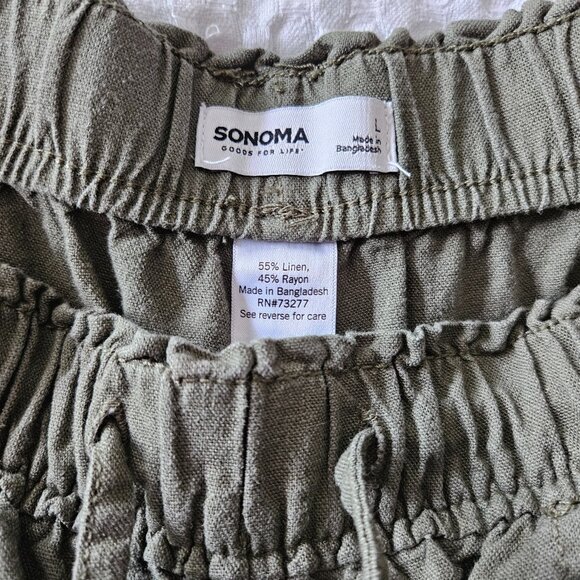 SONOMA
GOODS FOR LIFE™
L
Made in
Bangladesh
55% Linen,
45% Rayon
Made in Bangladesh
RN#73277
See reverse for care